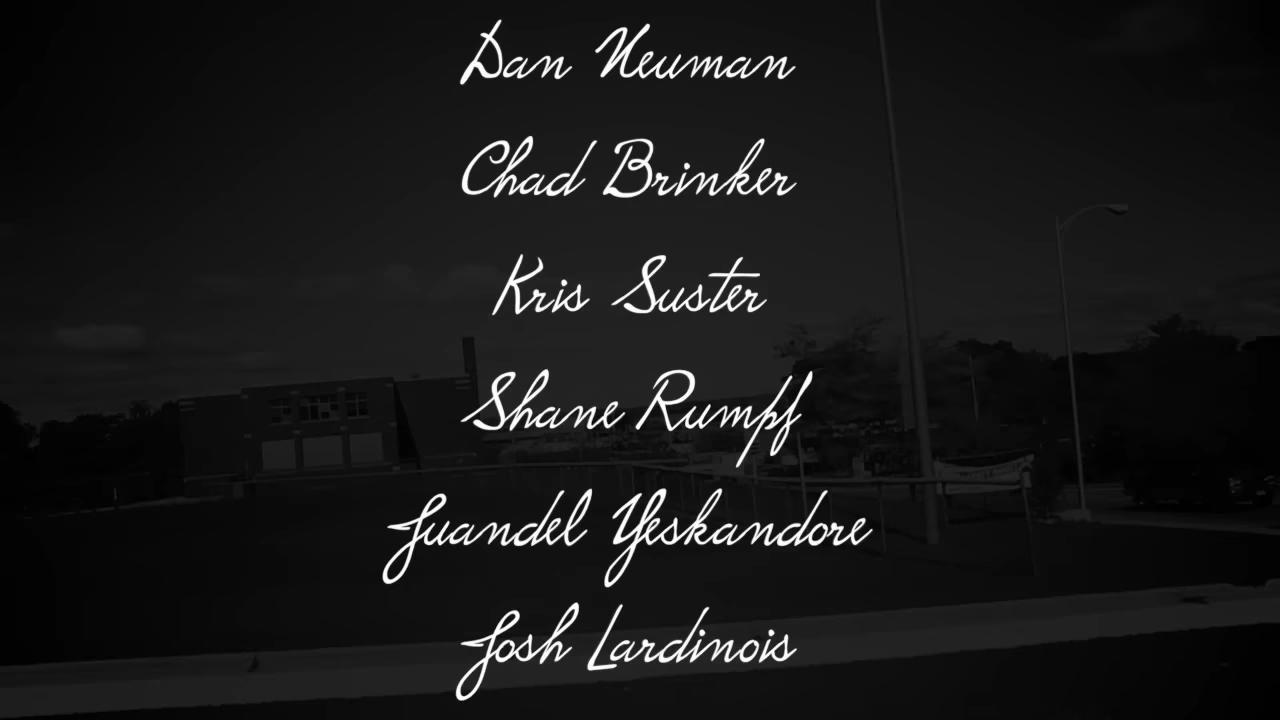 Dan Neuman
Chad Brinker
Kris Suster
Shane Rumpf
Juandel Yeskandore
Josh Lardinois